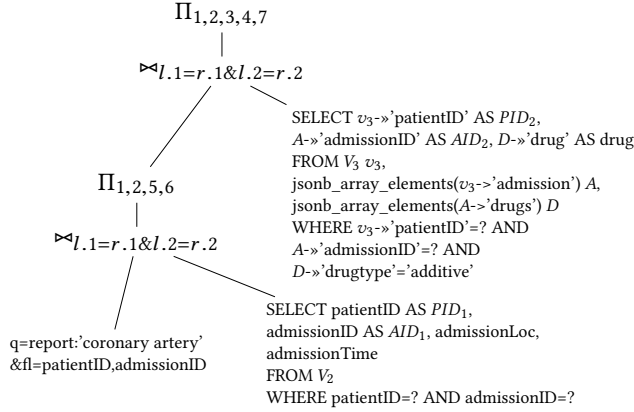 Π1,2,3,4,7
⋈l.1=r.1&l.2=r.2
SELECT v3->>'patientID' AS PID2,
A->>'admissionID' AS AID2, D->>'drug' AS drug
FROM V3 v3,
jsonb_array_elements(v3->'admission') A,
jsonb_array_elements(A->'drugs') D
WHERE v3->>'patientID'=? AND
A->>'admissionID'=? AND
D->>'drugtype'='additive'
Π1,2,5,6
⋈l.1=r.1&l.2=r.2
q=report:'coronary artery'
&fl=patientID,admissionID
SELECT patientID AS PID1,
admissionID AS AID1, admissionLoc,
admissionTime
FROM V2
WHERE patientID=? AND admissionID=?